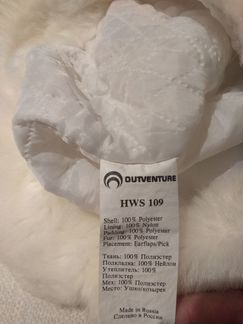 OUTVENTURE
HWS 109
Shell: 100% Polyester
Lining: 100% Nylon
Padding: 100% Polyester
Fur: 100% Polyester
Placement: Earflaps/Pick
Ткань: 100% Полиэстер
Подкладка: 100% Нейлон
Утеплитель: 100%
Полиэстер
Мех: 100% Полиэстер
Место: Ушко/козырек
Made in Russia
Сделано в России